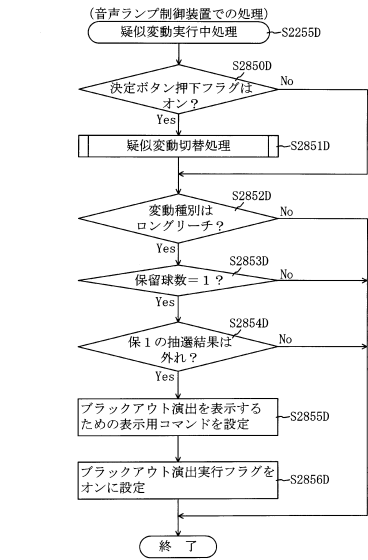 (音声ランプ制御装置での処理)
疑似変動実行中処理
S2255D
S2850D
決定ボタン押下フラグは
オン?
No
Yes
疑似変動切替処理
S2851D
S2852D
変動種別は
ロングリーチ?
No
Yes
S2853D
保留球数=1?
No
Yes
S2854D
保1の抽選結果は
外れ?
No
Yes
ブラックアウト演出を表示する
ための表示用コマンドを設定
S2855D
ブラックアウト演出実行フラグを
オンに設定
S2856D
終 了